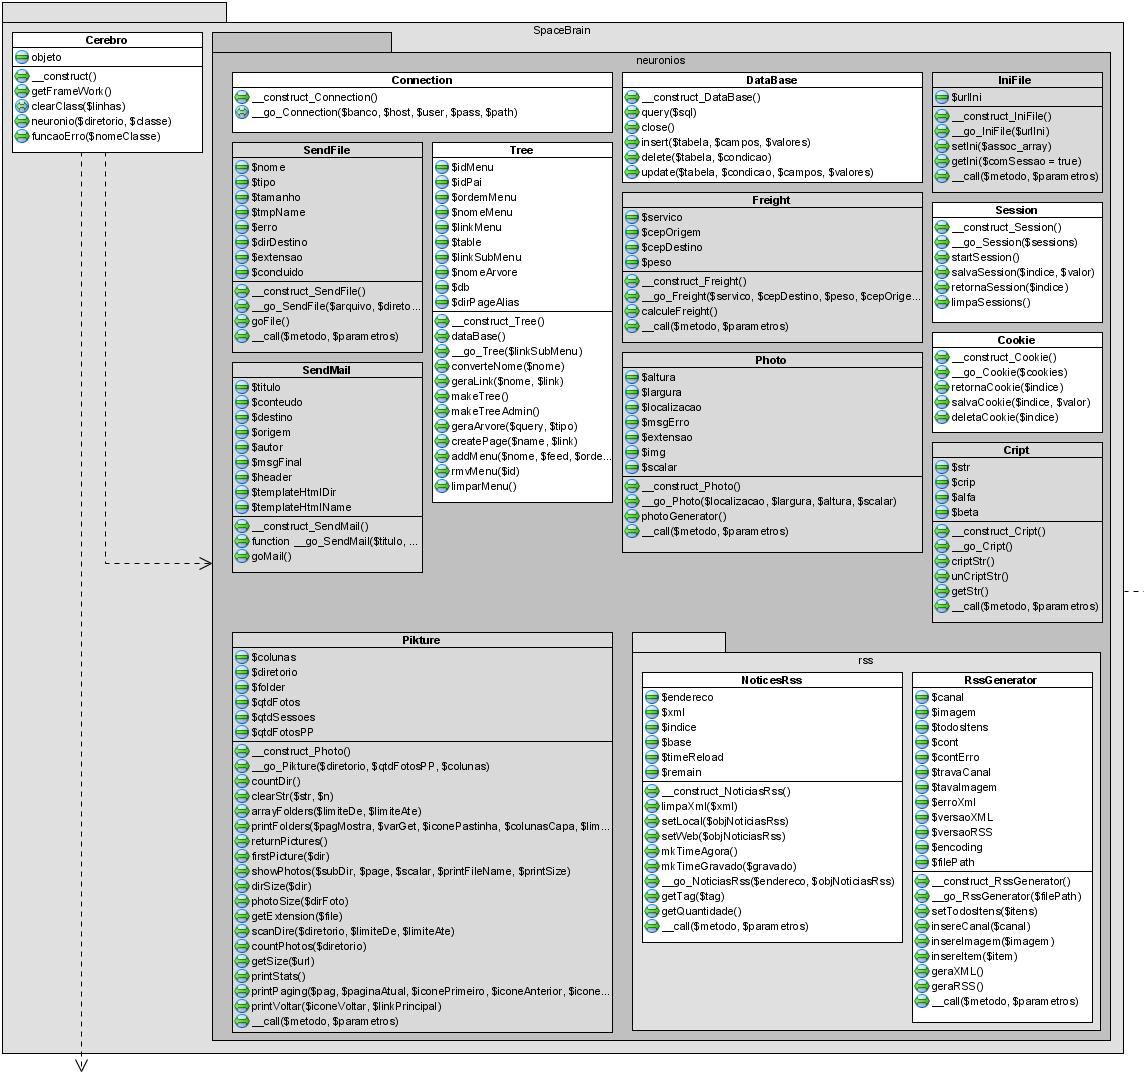 SpaceBrain
Cerebro
objeto
__construct()
getFrameWork()
clearClass($linhas)
neuronio($diretorio, $classe)
funcaoErro($nomeClasse)
neuronios
Connection
__construct_Connection()
__go_Connection($banco, $host, $user, $pass, $path)
DataBase
__construct_DataBase()
query($sql)
close()
insert($tabela, $campos, $valores)
delete($tabela, $condicao)
update($tabela, $condicao, $campos, $valores)
IniFile
$urlIni
__construct_IniFile()
__go_IniFile($urlIni)
setIni($assoc_array)
getIni($comSessao = true)
__call($metodo, $parametros)
SendFile
$nome
$tipo
$tamanho
$tmpName
$erro
$dirDestino
$extensao
$concluido
__construct_SendFile()
__go_SendFile($arquivo, $direto...
goFile()
__call($metodo, $parametros)
Tree
$idMenu
$idPai
$ordemMenu
$nomeMenu
$linkMenu
$table
$linkSubMenu
$nomeArvore
$db
$dirPageAlias
__construct_Tree()
dataBase()
__go_Tree($linkSubMenu)
converteNome($nome)
geraLink($nome, $link)
makeTree()
makeTreeAdmin()
geraArvore($query, $tipo)
createPage($name, $link)
addMenu($nome, $feed, $orde...
rmvMenu($id)
limparMenu()
Freight
$servico
$cepOrigem
$cepDestino
$peso
__construct_Freight()
__go_Freight($servico, $cepDestino, $peso, $cepOrige...
calculeFreight()
__call($metodo, $parametros)
Session
__construct_Session()
__go_Session($sessions)
startSession()
salvaSession($indice, $valor)
retornaSession($indice)
limpaSessions()
Cookie
__construct_Cookie()
__go_Cookie($cookies)
retornaCookie($indice)
salvaCookie($indice, $valor)
deletaCookie($indice)
SendMail
$titulo
$conteudo
$destino
$origem
$autor
$msgFinal
$header
$templateHtmlDir
$templateHtmlName
__construct_SendMail()
function __go_SendMail($titulo, ...
goMail()
Photo
$altura
$largura
$localizacao
$msgErro
$extensao
$img
$scalar
__construct_Photo()
__go_Photo($localizacao, $largura, $altura, $scalar)
photoGenerator()
__call($metodo, $parametros)
Cript
$str
$crip
$alfa
$beta
__construct_Cript()
__go_Cript()
criptStr()
unCriptStr()
getStr()
__call($metodo, $parametros)
Pikture
$colunas
$diretorio
$folder
$qtdFotos
$qtdSessoes
$qtdFotosPP
__construct_Photo()
__go_Pikture($diretorio, $qtdFotosPP, $colunas)
countDir()
clearStr($str, $n)
arrayFolders($limiteDe, $limiteAte)
printFolders($pagMostra, $varGet, $iconePastinha, $colunasCapa, $lim...
returnPictures()
firstPicture($dir)
showPhotos($subDir, $page, $scalar, $printFileName, $printSize)
dirSize($dir)
photoSize($dirFoto)
getExtension($file)
scanDire($diretorio, $limiteDe, $limiteAte)
countPhotos($diretorio)
getSize($url)
printStats()
printPaging($pag, $paginaAtual, $iconePrimeiro, $iconeAnterior, $icone...
printVoltar($iconeVoltar, $linkPrincipal)
__call($metodo, $parametros)
rss
NoticesRss
$endereco
$xml
$indice
$base
$timeReload
$remain
__construct_NoticiasRss()
limpaXml($xml)
setLocal($objNoticiasRss)
setWeb($objNoticiasRss)
mkTimeAgora()
mkTimeGravado($gravado)
__go_NoticiasRss($endereco, $objNoticiasRss)
getTag($tag)
getQuantidade()
__call($metodo, $parametros)
RssGenerator
$canal
$imagem
$todosItens
$cont
$contErro
$travaCanal
$tavaImagem
$erroXml
$versaoXML
$versaoRSS
$encoding
$filePath
__construct_RssGenerator()
__go_RssGenerator($filePath)
setTodosItens($itens)
insereCanal($canal)
insereImagem($imagem)
insereItem($item)
geraXML()
geraRSS()
__call($metodo, $parametros)